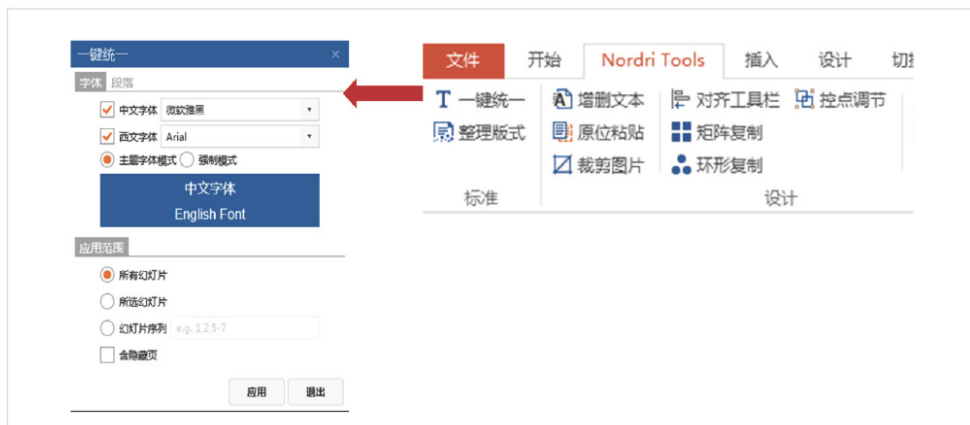 一键统一
×
字体 段落
中文字体 微软雅黑
西文字体 Arial
主题字体模式 强制模式
中文字体
English Font
应用范围
所有幻灯片
所选幻灯片
幻灯片序列 e.g. 1,2,5-7
含隐藏页
应用 退出
文件 开始 Nordri Tools 插入 设计
T 一键统一 增删文本 对齐工具栏 控点调节
整理版式 原位粘贴 矩阵复制
裁剪图片 环形复制
标准 设计